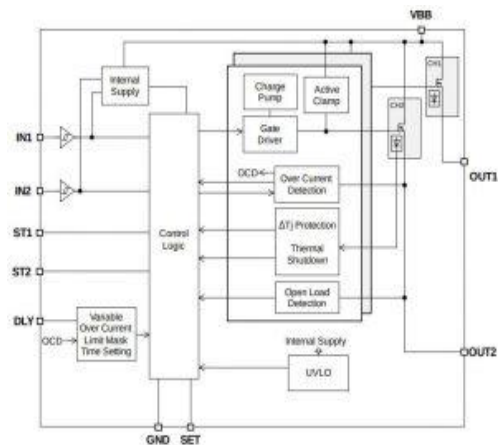 VBB
CH1
Internal
Supply
Charge
Pump
Active
Clamp
CH2
IN1
Gate
Driver
OUT1
OCD
Over Current
Detection
IN2
ST1
Control
Logic
ΔTj Protection
Thermal
Shutdown
ST2
Open Load
Detection
DLY
OCD
Variable
Over Current
Limit Mask
Time Setting
Internal Supply
UVLO
OUT2
GND
SET